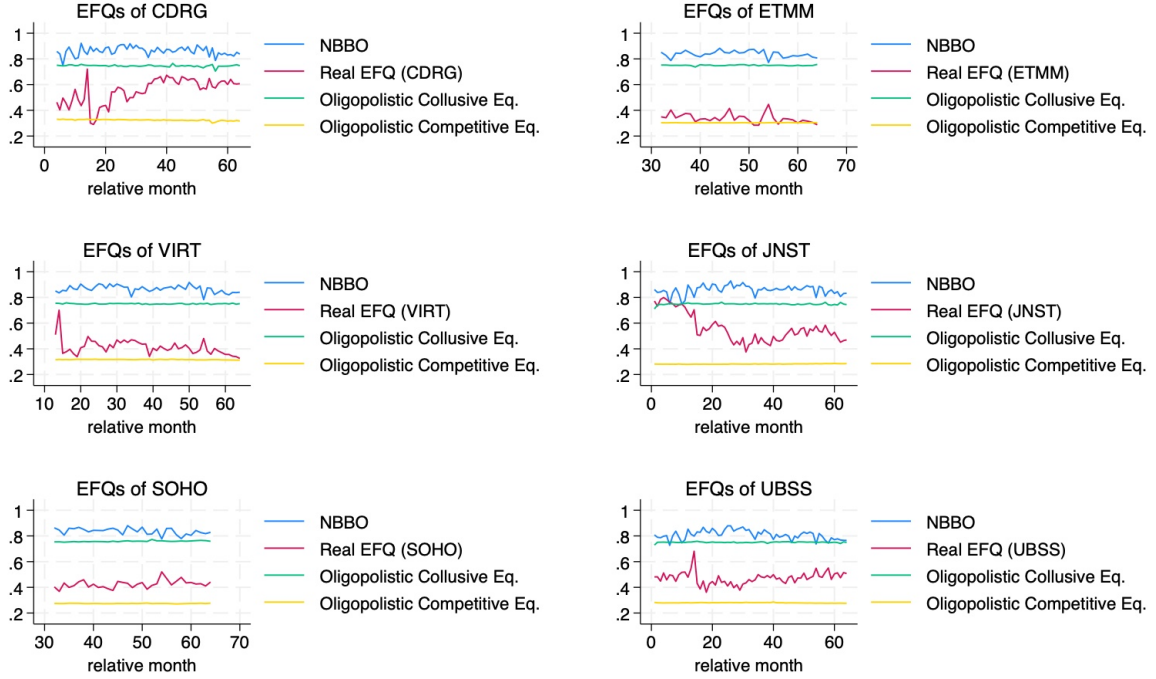 EFQs of CDRG
1
.8
.6
.4
.2
0 20 40 60
relative month
NBBO
Real EFQ (CDRG)
Oligopolistic Collusive Eq.
Oligopolistic Competitive Eq.
EFQs of ETMM
1
.8
.6
.4
.2
30 40 50 60 70
relative month
NBBO
Real EFQ (ETMM)
Oligopolistic Collusive Eq.
Oligopolistic Competitive Eq.
EFQs of VIRT
1
.8
.6
.4
.2
10 20 30 40 50 60
relative month
NBBO
Real EFQ (VIRT)
Oligopolistic Collusive Eq.
Oligopolistic Competitive Eq.
EFQs of JNST
1
.8
.6
.4
.2
0 20 40 60
relative month
NBBO
Real EFQ (JNST)
Oligopolistic Collusive Eq.
Oligopolistic Competitive Eq.
EFQs of SOHO
1
.8
.6
.4
.2
30 40 50 60 70
relative month
NBBO
Real EFQ (SOHO)
Oligopolistic Collusive Eq.
Oligopolistic Competitive Eq.
EFQs of UBSS
1
.8
.6
.4
.2
0 20 40 60
relative month
NBBO
Real EFQ (UBSS)
Oligopolistic Collusive Eq.
Oligopolistic Competitive Eq.